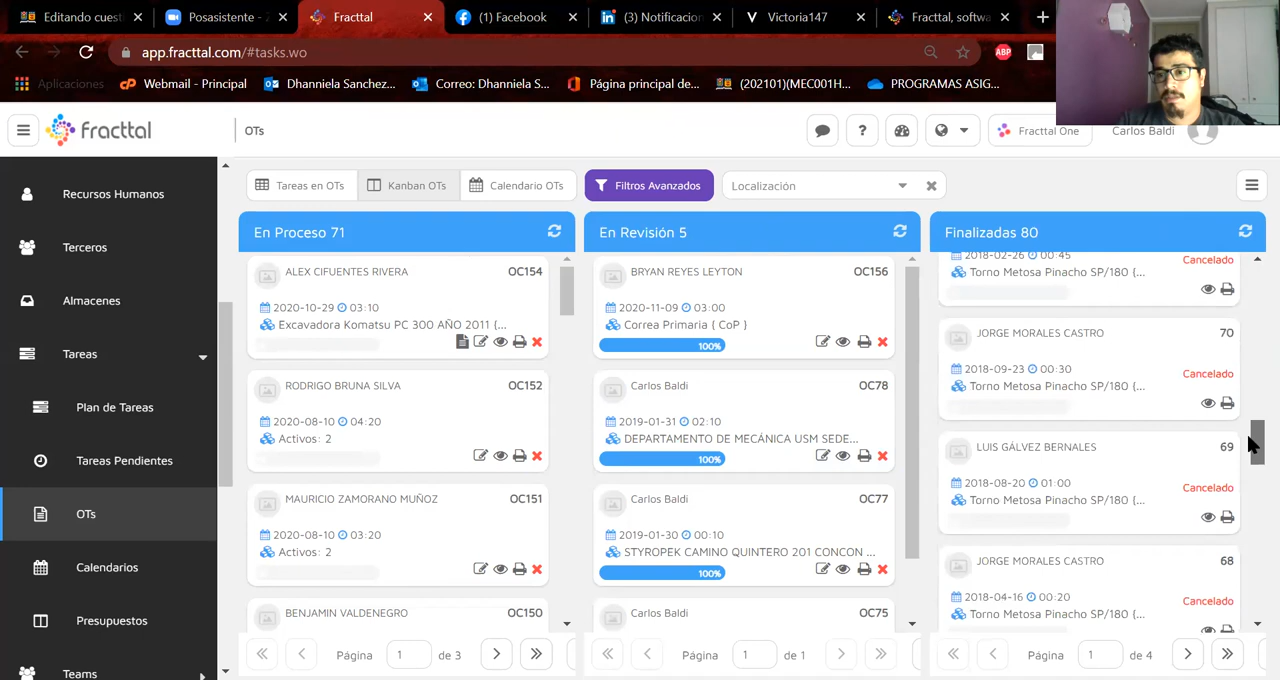 Editando cuesti
Posasistente - Z
Fracttal
(1) Facebook
(3) Notificacion
Victoria147
Fracttal, softwa
app.fracttal.com/#tasks.wo
ABP
Aplicaciones
Webmail - Principal
Dhanniela Sanchez...
Correo: Dhanniela S...
Página principal de...
(202101)(MEC001H...
PROGRAMAS ASIG...
fracttal
OTs
?
Fracttal One
Carlos Baldi
Recursos Humanos
Terceros
Almacenes
Tareas
Plan de Tareas
Tareas Pendientes
OTs
Calendarios
Presupuestos
Teams
Tareas en OTs
Kanban OTs
Calendario OTs
Filtros Avanzados
Localización
En Proceso 71
ALEX CIFUENTES RIVERA OC154
2020-10-29 03:10
Excavadora Komatsu PC 300 AÑO 2011 {...
RODRIGO BRUNA SILVA OC152
2020-08-10 04:20
Activos: 2
MAURICIO ZAMORANO MUÑOZ OC151
2020-08-10 03:20
Activos: 2
BENJAMIN VALDENEGRO OC150
Página 1 de 3
En Revisión 5
BRYAN REYES LEYTON OC156
2020-11-09 03:00
Correa Primaria { CoP }
100%
Carlos Baldi OC78
2019-01-31 02:10
DEPARTAMENTO DE MECÁNICA USM SEDE...
100%
Carlos Baldi OC77
2019-01-30 00:10
STYROPEK CAMINO QUINTERO 201 CONCON ...
100%
Carlos Baldi OC75
Página 1 de 1
Finalizadas 80
2018-02-26 00:45
Cancelado
Torno Metosa Pinacho SP/180 {...
JORGE MORALES CASTRO 70
2018-09-23 00:30
Cancelado
Torno Metosa Pinacho SP/180 {...
LUIS GÁLVEZ BERNALES 69
2018-08-20 01:00
Cancelado
Torno Metosa Pinacho SP/180 {...
JORGE MORALES CASTRO 68
2018-04-16 00:20
Cancelado
Torno Metosa Pinacho SP/180 {...
Página 1 de 4